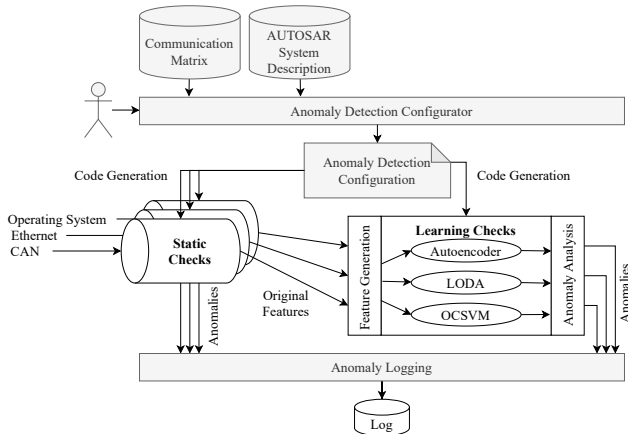 Communication
Matrix
AUTOSAR
System
Description
Anomaly Detection Configurator
Anomaly Detection
Configuration
Code Generation
Code Generation
Operating System
Ethernet
CAN
Static
Checks
Original
Features
Anomalies
Feature Generation
Learning Checks
Autoencoder
LODA
OCSVM
Anomaly Analysis
Anomalies
Anomaly Logging
Log